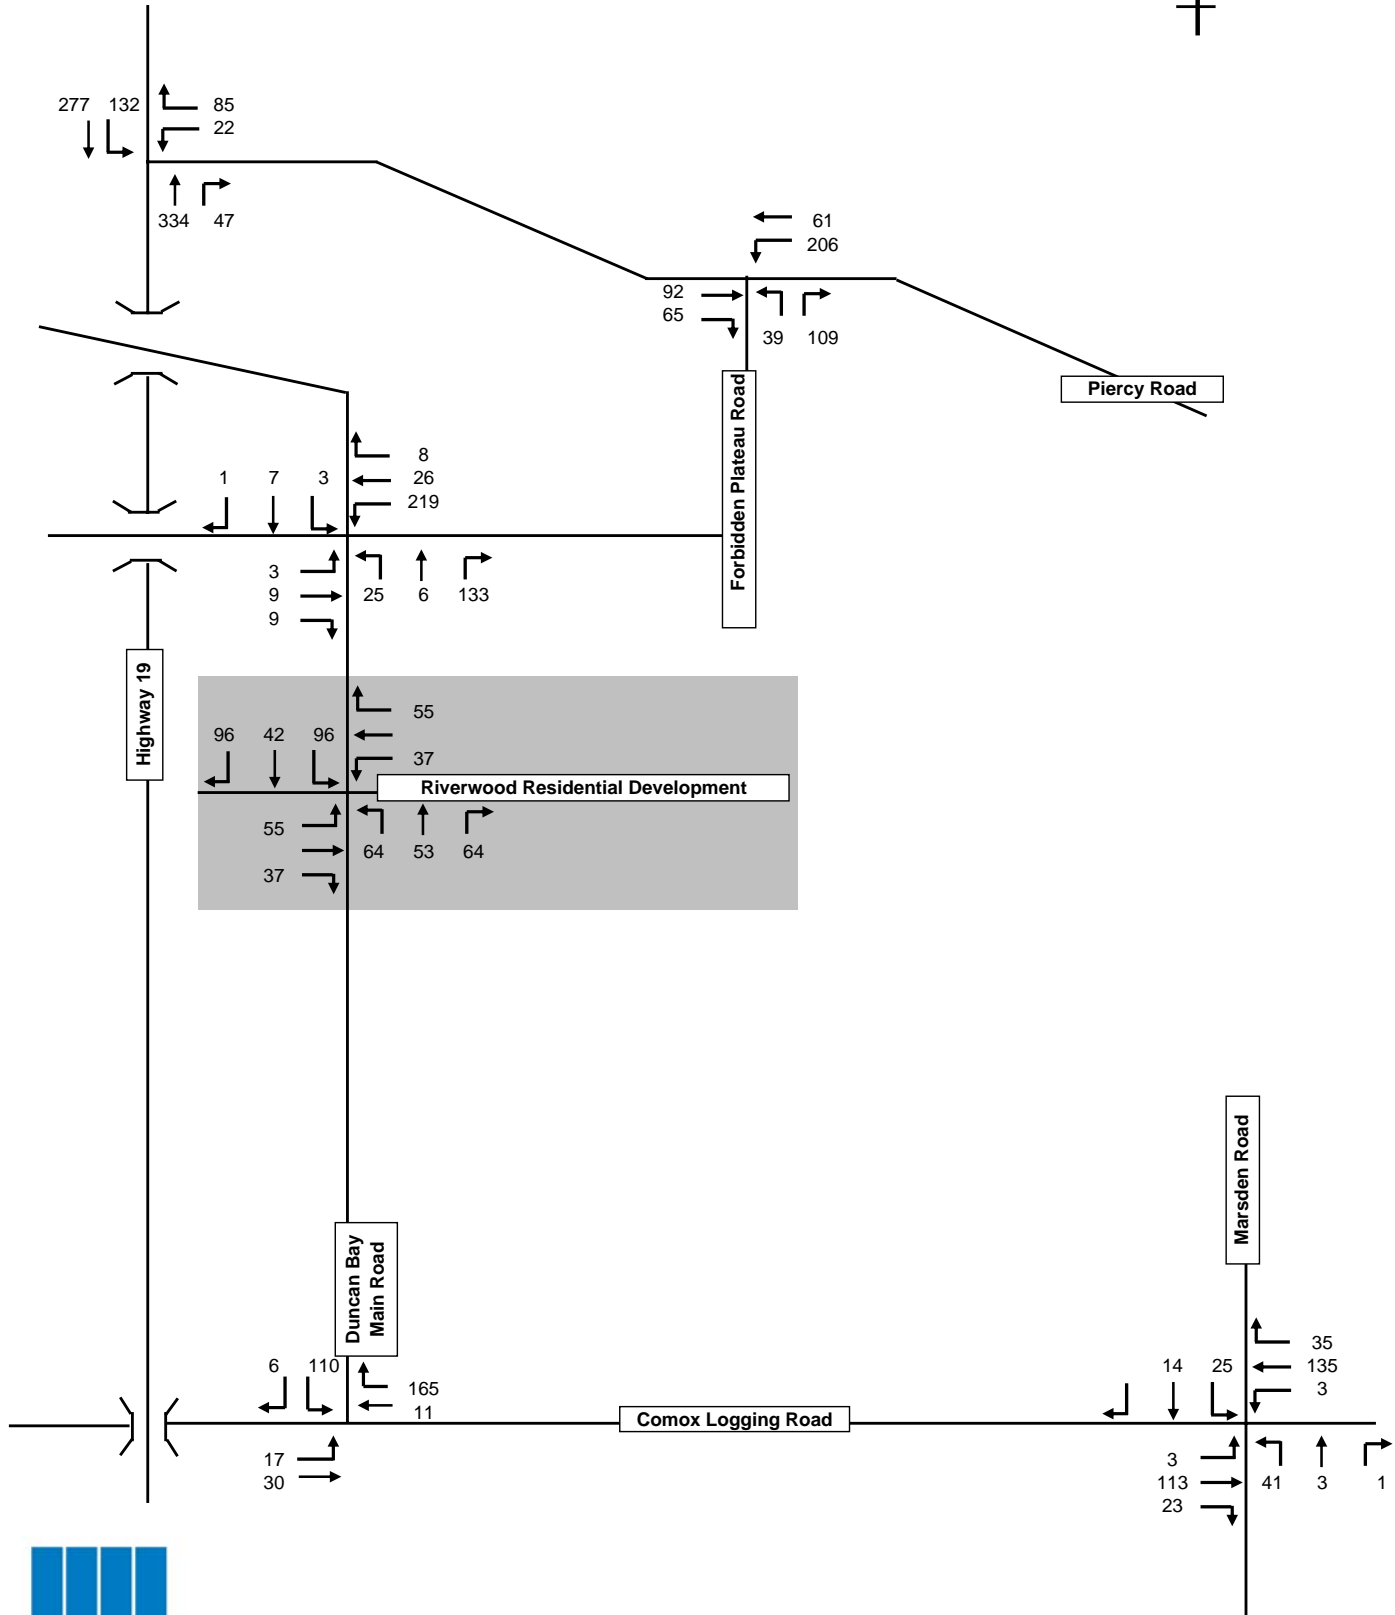 277 132
85
22
334 47
61
206
92
65
39 109
Piercy Road
Forbidden Plateau Road
8
26
219
1 7 3
3
9
9
25 6 133
Highway 19
55
37
96 42 96
Riverwood Residential Development
55
37
64 53 64
Marsden Road
Duncan Bay
Main Road
6 110
165
11
Comox Logging Road
17
30
14 25
35
135
3
3
113
23
41 3 1